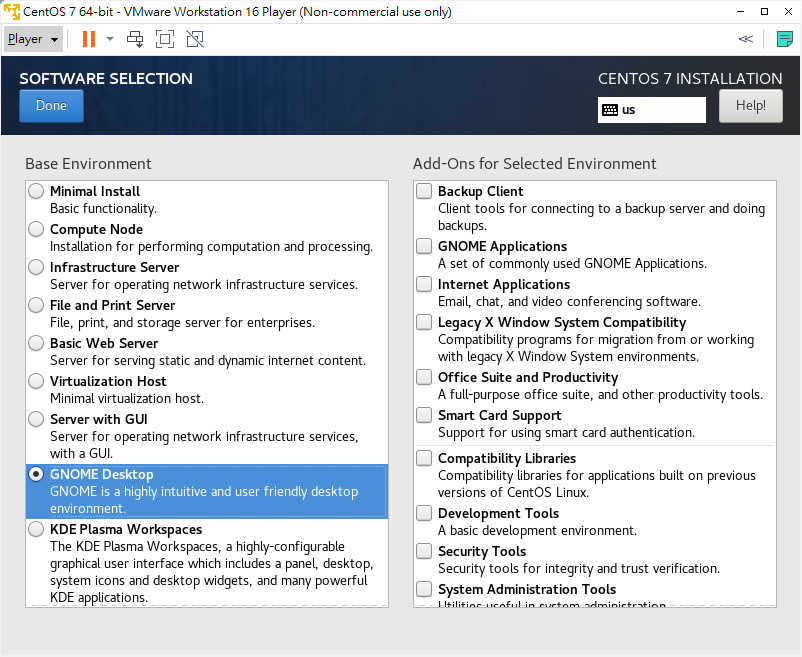 CentOS 7 64-bit - VMware Workstation 16 Player (Non-commercial use only)
Player
SOFTWARE SELECTION
Done
CENTOS 7 INSTALLATION
us
Help!
Base Environment
Minimal Install
Basic functionality.
Compute Node
Installation for performing computation and processing.
Infrastructure Server
Server for operating network infrastructure services.
File and Print Server
File, print, and storage server for enterprises.
Basic Web Server
Server for serving static and dynamic internet content.
Virtualization Host
Minimal virtualization host.
Server with GUI
Server for operating network infrastructure services,
with a GUI.
GNOME Desktop
GNOME is a highly intuitive and user friendly desktop
environment.
KDE Plasma Workspaces
The KDE Plasma Workspaces, a highly-configurable
graphical user interface which includes a panel, desktop,
system icons and desktop widgets, and many powerful
KDE applications.
Add-Ons for Selected Environment
Backup Client
Client tools for connecting to a backup server and doing
backups.
GNOME Applications
A set of commonly used GNOME Applications.
Internet Applications
Email, chat, and video conferencing software.
Legacy X Window System Compatibility
Compatibility programs for migration from or working
with legacy X Window System environments.
Office Suite and Productivity
A full-purpose office suite, and other productivity tools.
Smart Card Support
Support for using smart card authentication.
Compatibility Libraries
Compatibility libraries for applications built on previous
versions of CentOS Linux.
Development Tools
A basic development environment.
Security Tools
Security tools for integrity and trust verification.
System Administration Tools
Utilities useful in system administration.